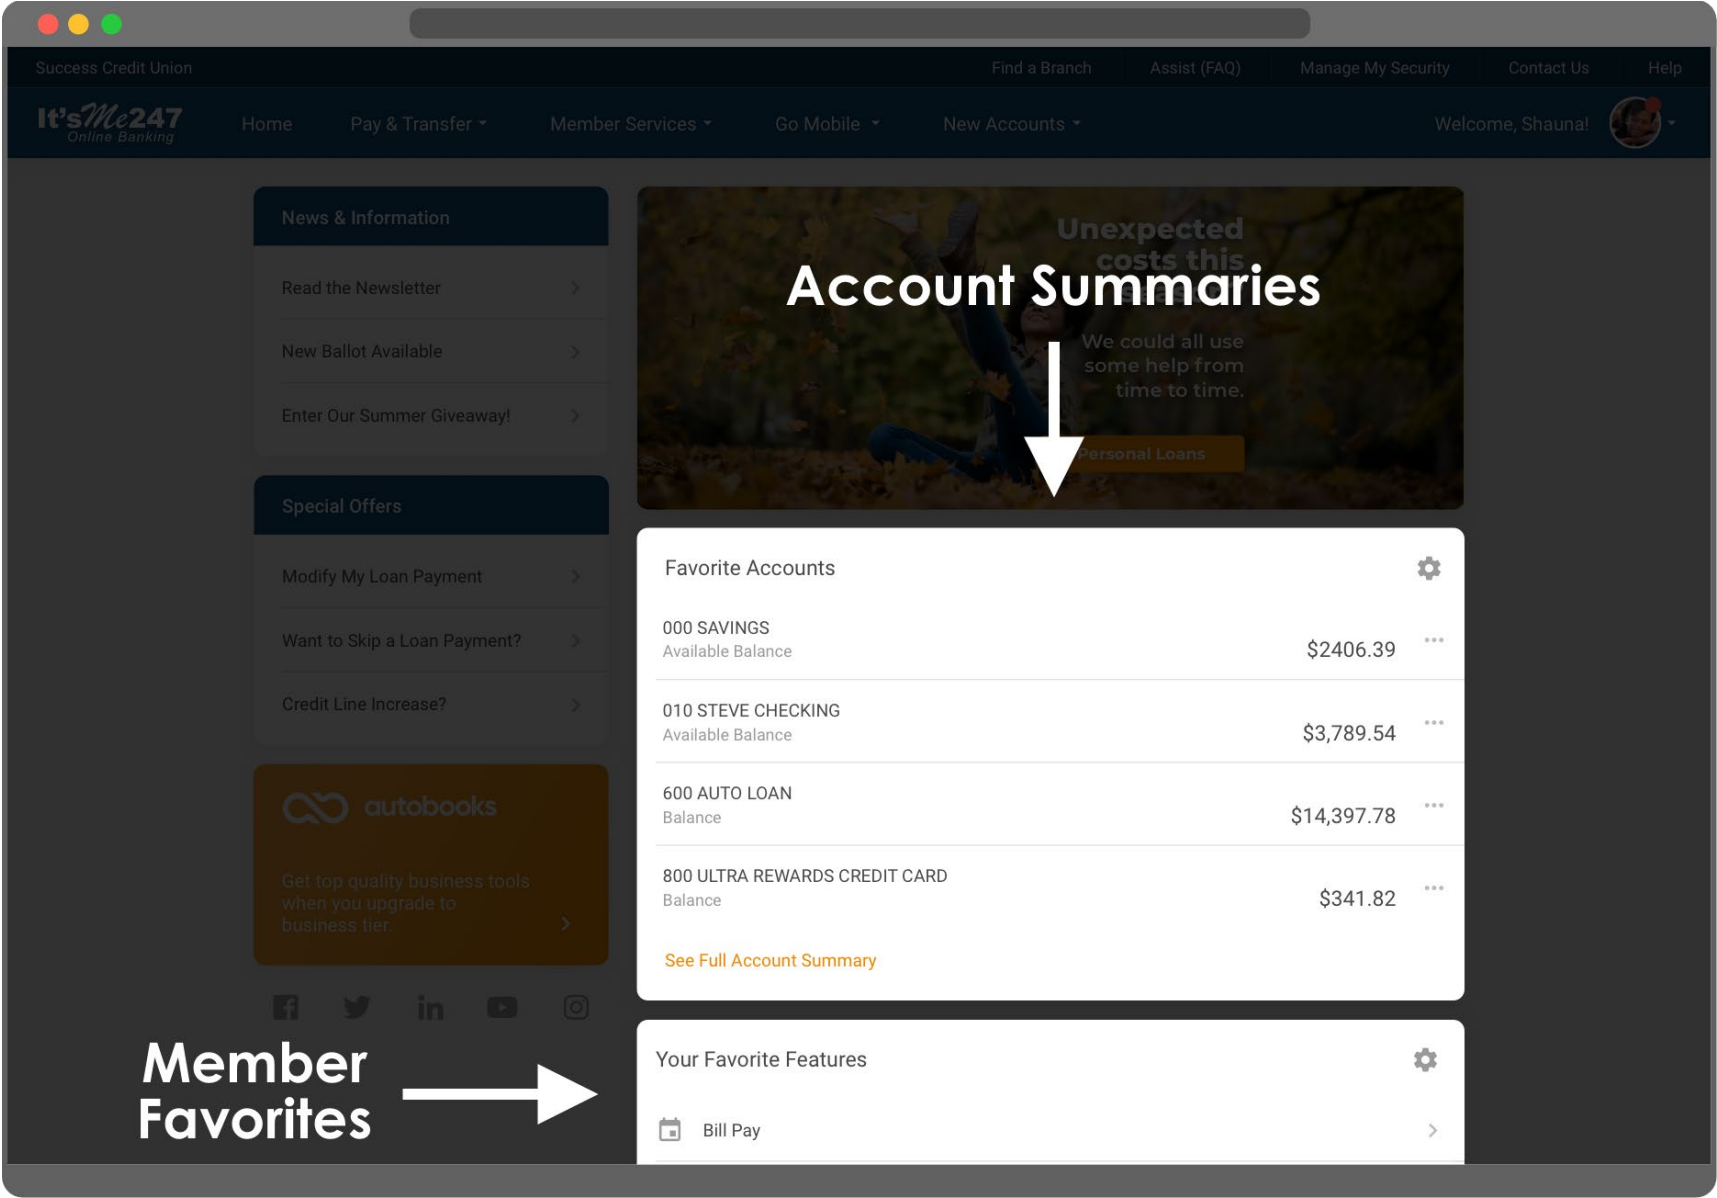 Success Credit Union
Find a Branch
Assist (FAQ)
Manage My Security
Contact Us
Help
It'sMe247
Online Banking
Home
Pay & Transfer
Member Services
Go Mobile
New Accounts
Welcome, Shauna!
News & Information
Read the Newsletter
New Ballot Available
Enter Our Summer Giveaway!
Special Offers
Modify My Loan Payment
Want to Skip a Loan Payment?
Credit Line Increase?
autobooks
Get top quality business tools
when you upgrade to
business tier.
Member
Favorites
Unexpected
costs this
Account Summaries
We could all use
some help from
time to time.
Personal Loans
Favorite Accounts
000 SAVINGS
Available Balance
$2406.39
010 STEVE CHECKING
Available Balance
$3,789.54
600 AUTO LOAN
Balance
$14,397.78
800 ULTRA REWARDS CREDIT CARD
Balance
$341.82
See Full Account Summary
Your Favorite Features
Bill Pay